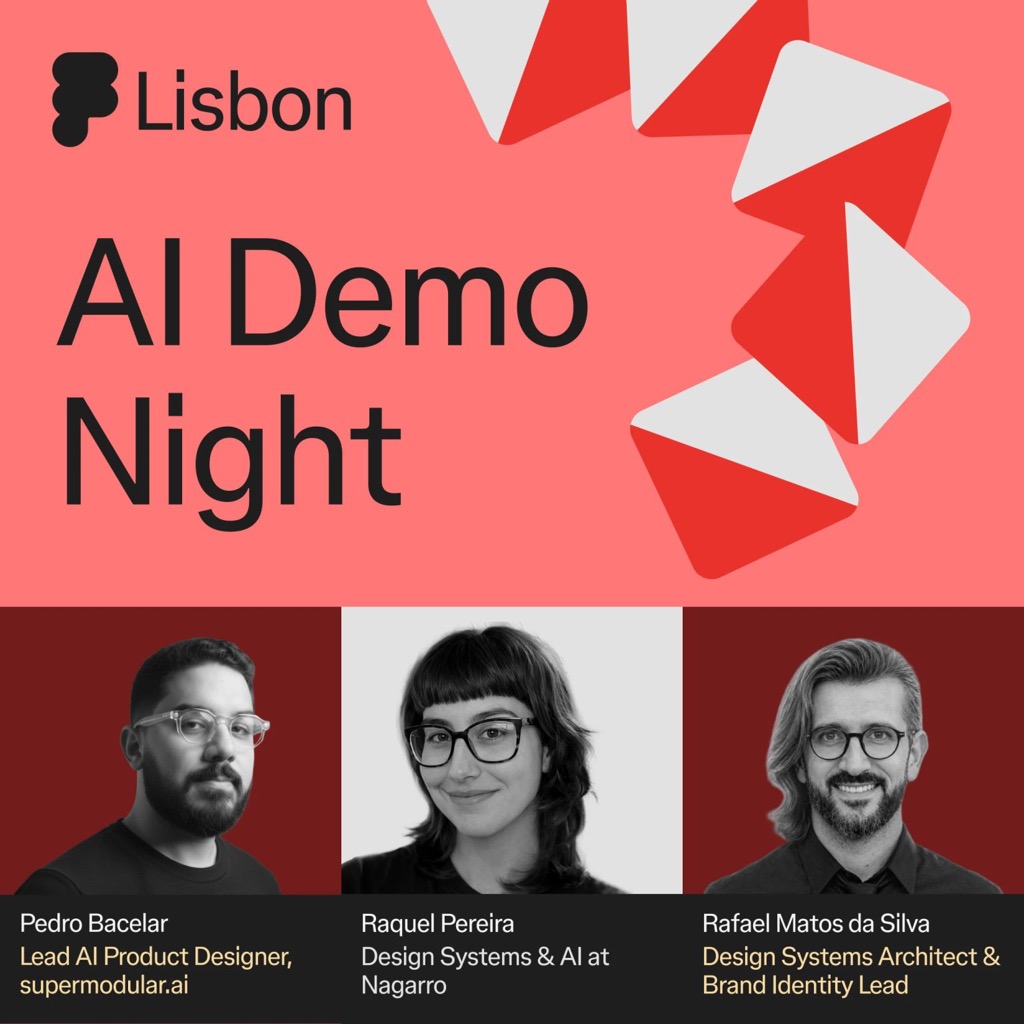 Lisbon
AI Demo
Night
Pedro Bacelar
Lead AI Product Designer,
supermodular.ai
Raquel Pereira
Design Systems & AI at
Nagarro
Rafael Matos da Silva
Design Systems Architect &
Brand Identity Lead